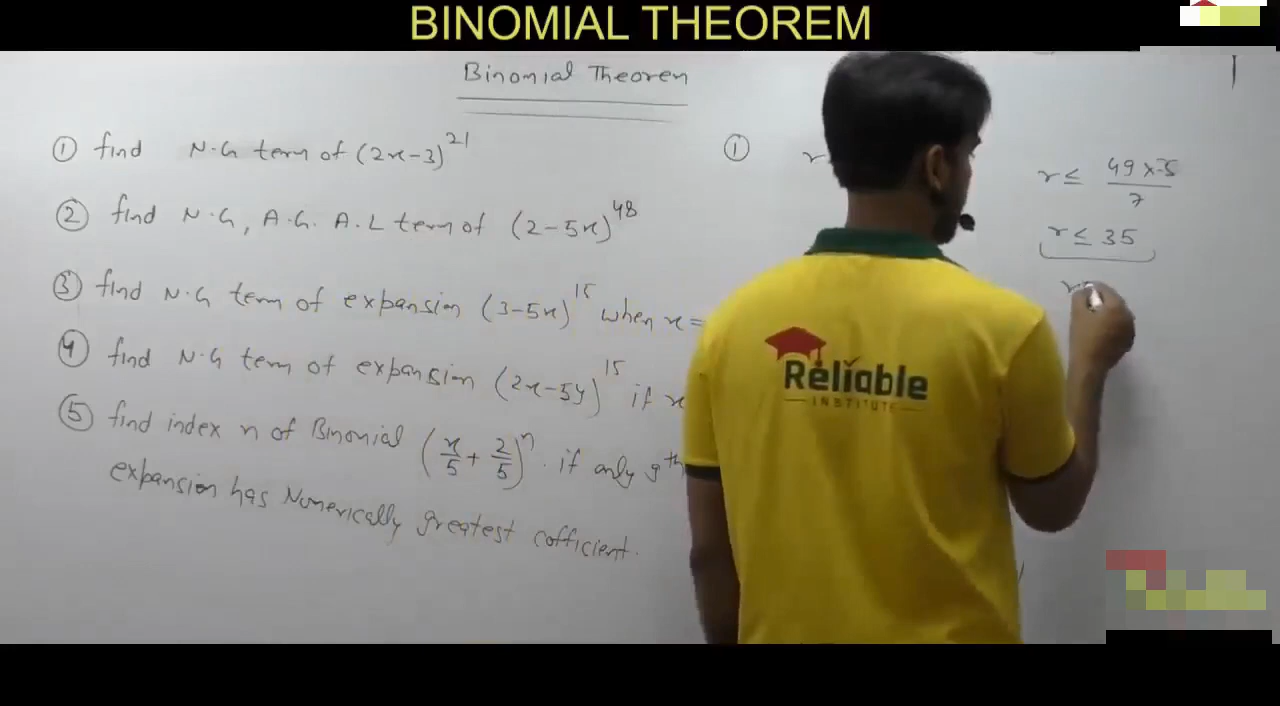 BINOMIAL THEOREM
Binomial Theoren
① find N.G term of (2x-3)^21
② find N.G, A.G. A.L term of (2-5x)^48
③ find N.G term of expansion (3-5x)^15 when x =
④ find N.G term of expansion (2x-5y)^15 if x
⑤ find index n of Binomial (x/5 + 2/5)^n . if only 9th
expansion has Numerically greatest cofficient.
①
r ≤ 49 × 5 / 7
r ≤ 35
Reliable
INSTITUTE